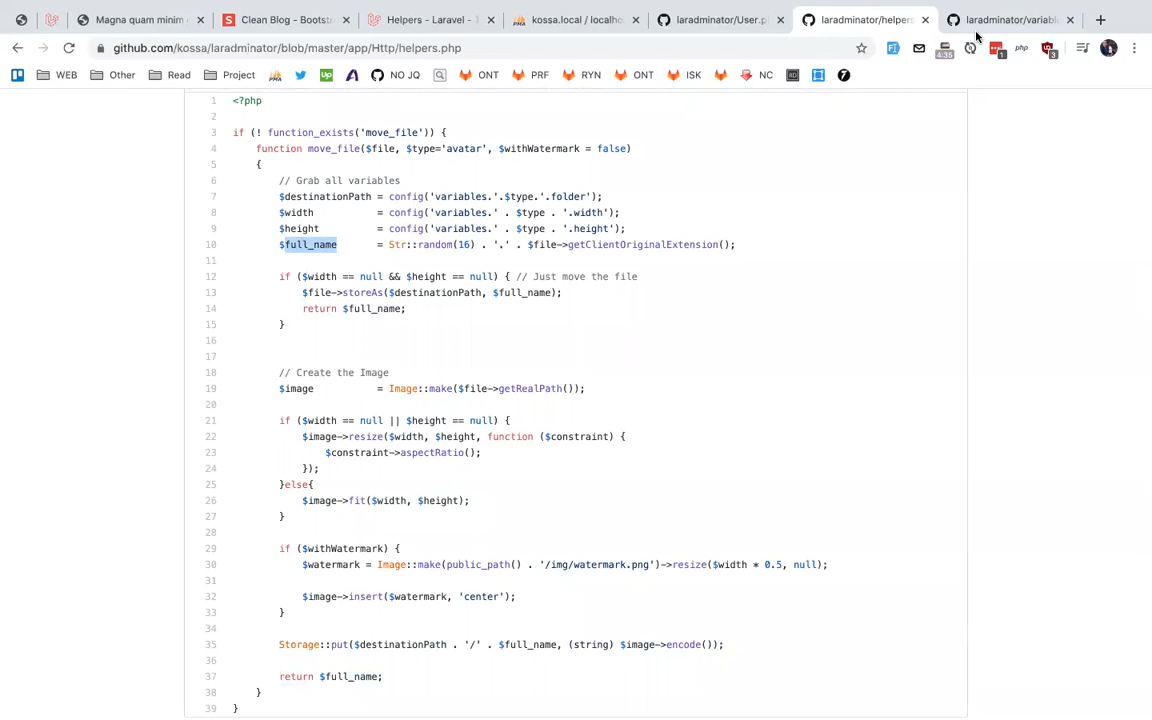 Magna quam minim
Clean Blog - Bootst
Helpers - Laravel -
kossa.local / localho
laradminator/User.p
laradminator/helpers
laradminator/variabl
github.com/kossa/laradminator/blob/master/app/Http/helpers.php
4:35
1
php
3
WEB
Other
Read
Project
Up
NO JQ
ONT
PRF
RYN
ONT
ISK
NC
1 <?php
2
3 if (! function_exists('move_file')) {
4 function move_file($file, $type='avatar', $withWatermark = false)
5 {
6 // Grab all variables
7 $destinationPath = config('variables.'.$type.'.folder');
8 $width = config('variables.' . $type . '.width');
9 $height = config('variables.' . $type . '.height');
10 $full_name = Str::random(16) . '.' . $file->getClientOriginalExtension();
11
12 if ($width == null && $height == null) { // Just move the file
13 $file->storeAs($destinationPath, $full_name);
14 return $full_name;
15 }
16
17
18 // Create the Image
19 $image = Image::make($file->getRealPath());
20
21 if ($width == null || $height == null) {
22 $image->resize($width, $height, function ($constraint) {
23 $constraint->aspectRatio();
24 });
25 }else{
26 $image->fit($width, $height);
27 }
28
29 if ($withWatermark) {
30 $watermark = Image::make(public_path() . '/img/watermark.png')->resize($width * 0.5, null);
31
32 $image->insert($watermark, 'center');
33 }
34
35 Storage::put($destinationPath . '/' . $full_name, (string) $image->encode());
36
37 return $full_name;
38 }
39 }